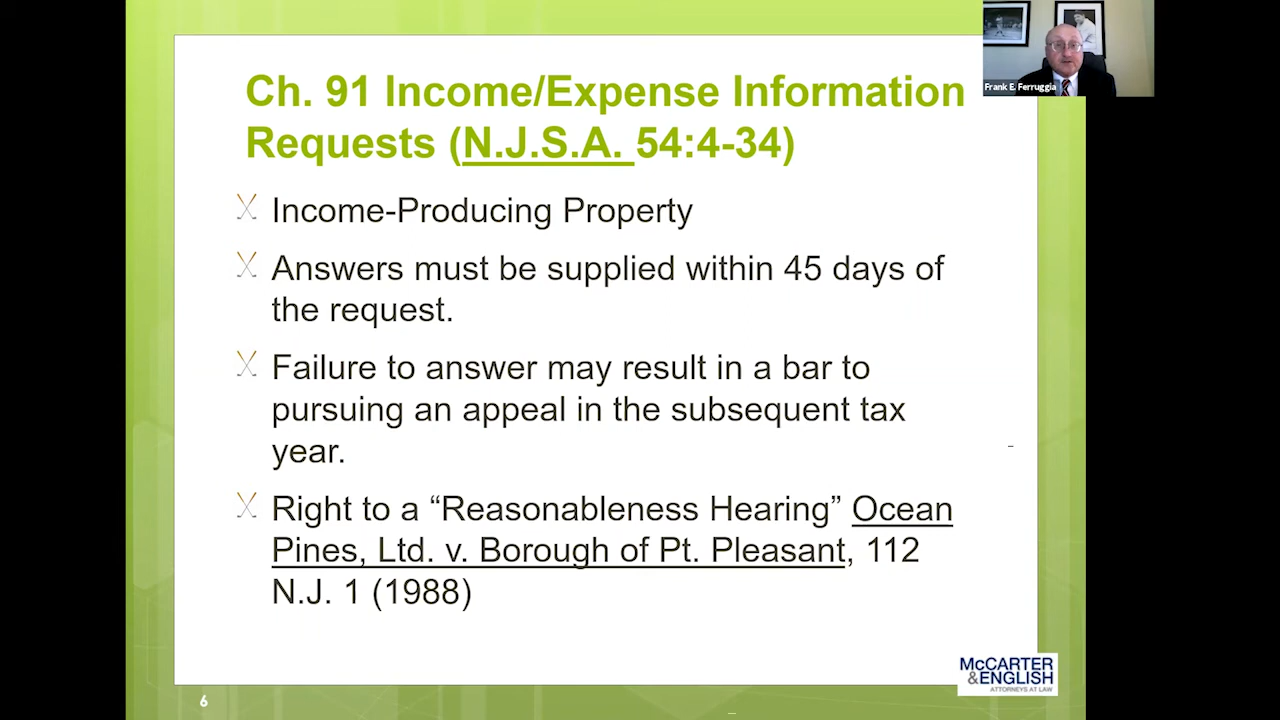 Ch. 91 Income/Expense Information
Requests (N.J.S.A. 54:4-34)
Income-Producing Property
Answers must be supplied within 45 days of
the request.
Failure to answer may result in a bar to
pursuing an appeal in the subsequent tax
year.
Right to a “Reasonableness Hearing” Ocean
Pines, Ltd. v. Borough of Pt. Pleasant, 112
N.J. 1 (1988)
Frank E. Ferruggia
McCARTER
&ENGLISH
ATTORNEYS AT LAW
6